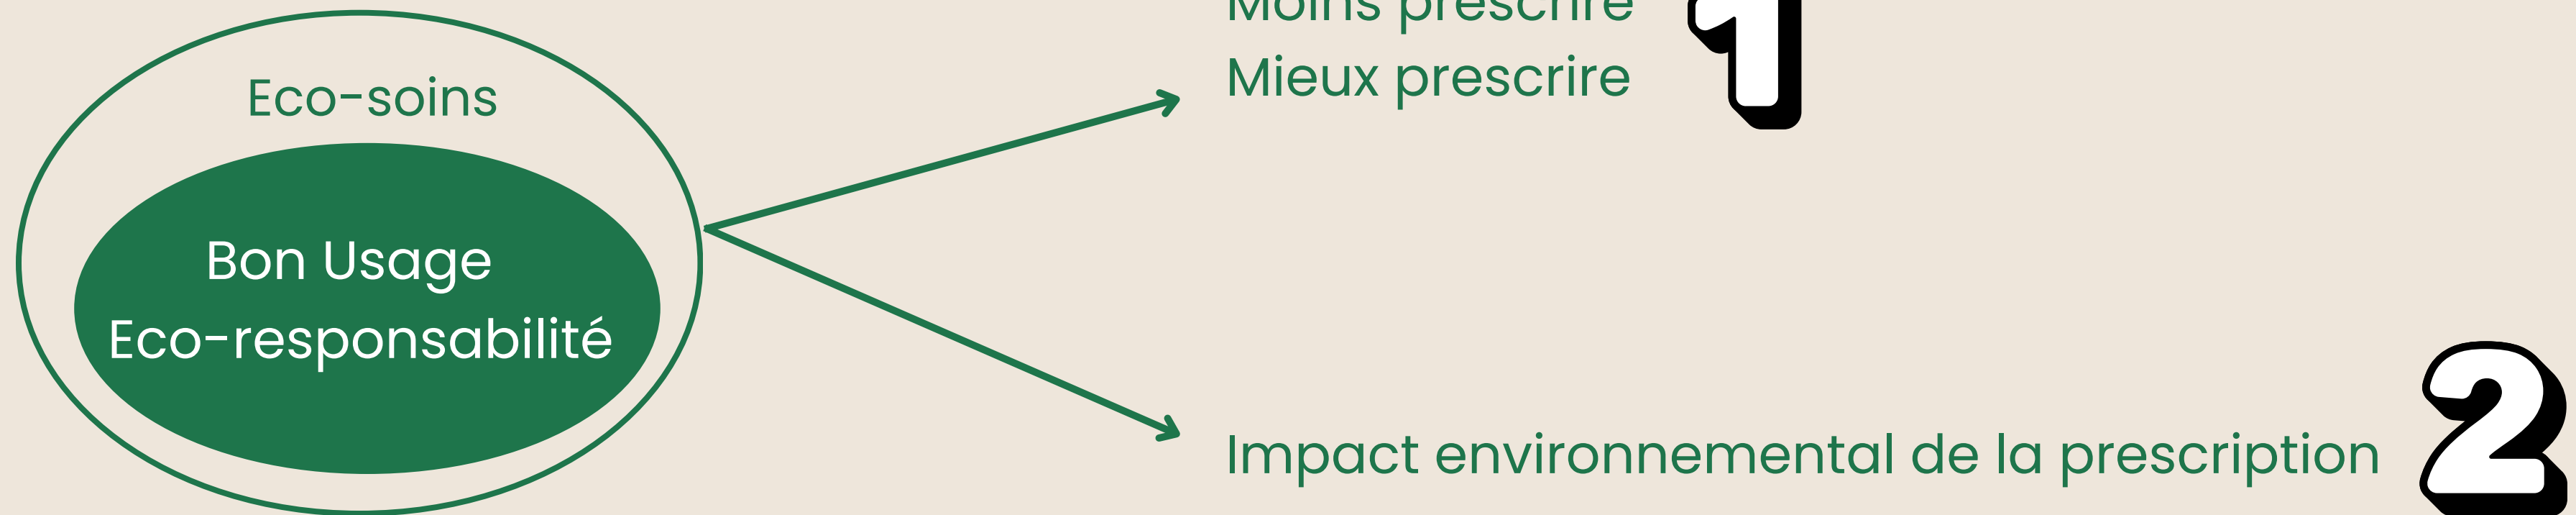 Eco-soins
Bon Usage
Eco-responsabilité
Moins prescrire
Mieux prescrire
1
Impact environnemental de la prescription
2